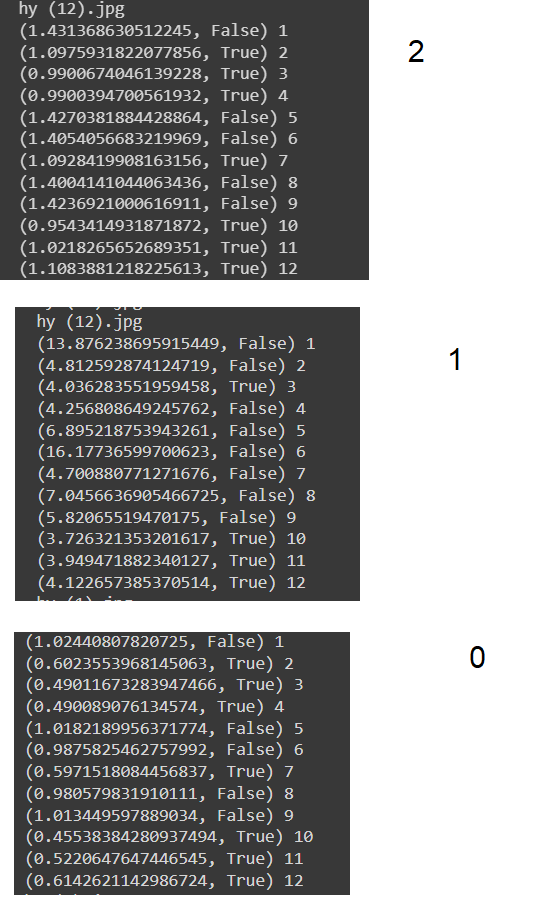 hy (12).jpg
(1.431368630512245, False) 1
(1.0975931822077856, True) 2
(0.9900674046139228, True) 3
(0.9900394700561932, True) 4
(1.4270381884428864, False) 5
(1.4054056683219969, False) 6
(1.0928419908163156, True) 7
(1.4004141044063436, False) 8
(1.4236921000616911, False) 9
(0.9543414931871872, True) 10
(1.0218265652689351, True) 11
(1.1083881218225613, True) 12
2
hy (12).jpg
(13.876238695915449, False) 1
(4.812592874124719, False) 2
(4.036283551959458, True) 3
(4.256808649245762, False) 4
(6.895218753943261, False) 5
(16.17736599700623, False) 6
(4.700880771271676, False) 7
(7.0456636905466725, False) 8
(5.82065519470175, False) 9
(3.726321353201617, True) 10
(3.949471882340127, True) 11
(4.122657385370514, True) 12
1
(1.02440807820725, False) 1
(0.6023553968145063, True) 2
(0.49011673283947466, True) 3
(0.490089076134574, True) 4
(1.0182189956371774, False) 5
(0.9875825462757992, False) 6
(0.5971518084456837, True) 7
(0.980579831910111, False) 8
(1.013449597889034, False) 9
(0.45538384280937494, True) 10
(0.5220647647446545, True) 11
(0.6142621142986724, True) 12
0